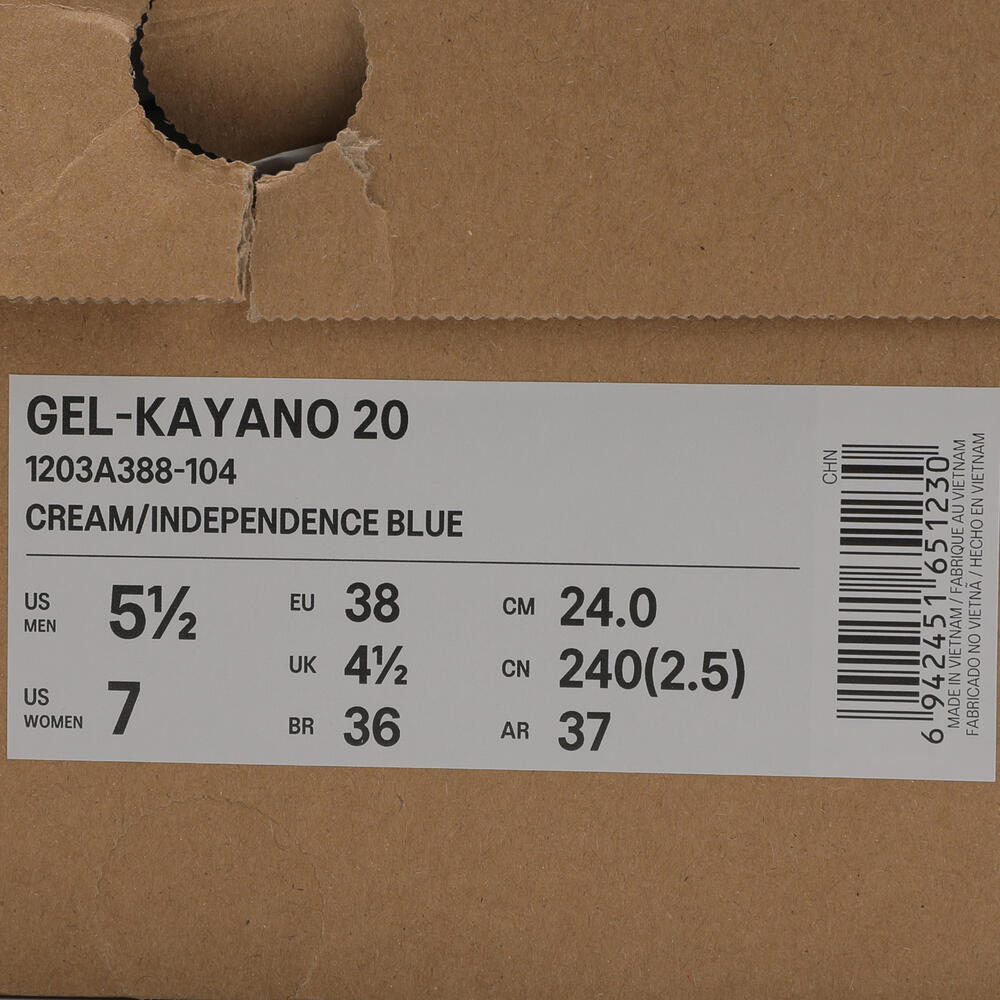 GEL-KAYANO 20
1203A388-104
CREAM/INDEPENDENCE BLUE
US MEN 5½
US WOMEN 7
EU 38
UK 4½
BR 36
CM 24.0
CN 240(2.5)
AR 37
CHN
6 942451 651230
MADE IN VIETNAM / FABRIQUÉ AU VIETNAM
FABRICADO NO VIETNÃ / HECHO EN VIETNAM